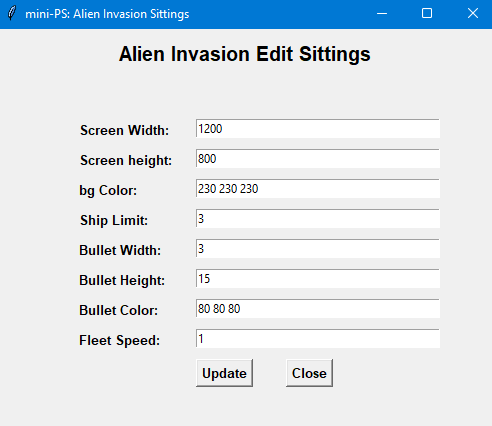 mini-PS: Alien Invasion Sittings
Alien Invasion Edit Sittings
Screen Width: 1200
Screen height: 800
bg Color: 230 230 230
Ship Limit: 3
Bullet Width: 3
Bullet Height: 15
Bullet Color: 80 80 80
Fleet Speed: 1
Update Close